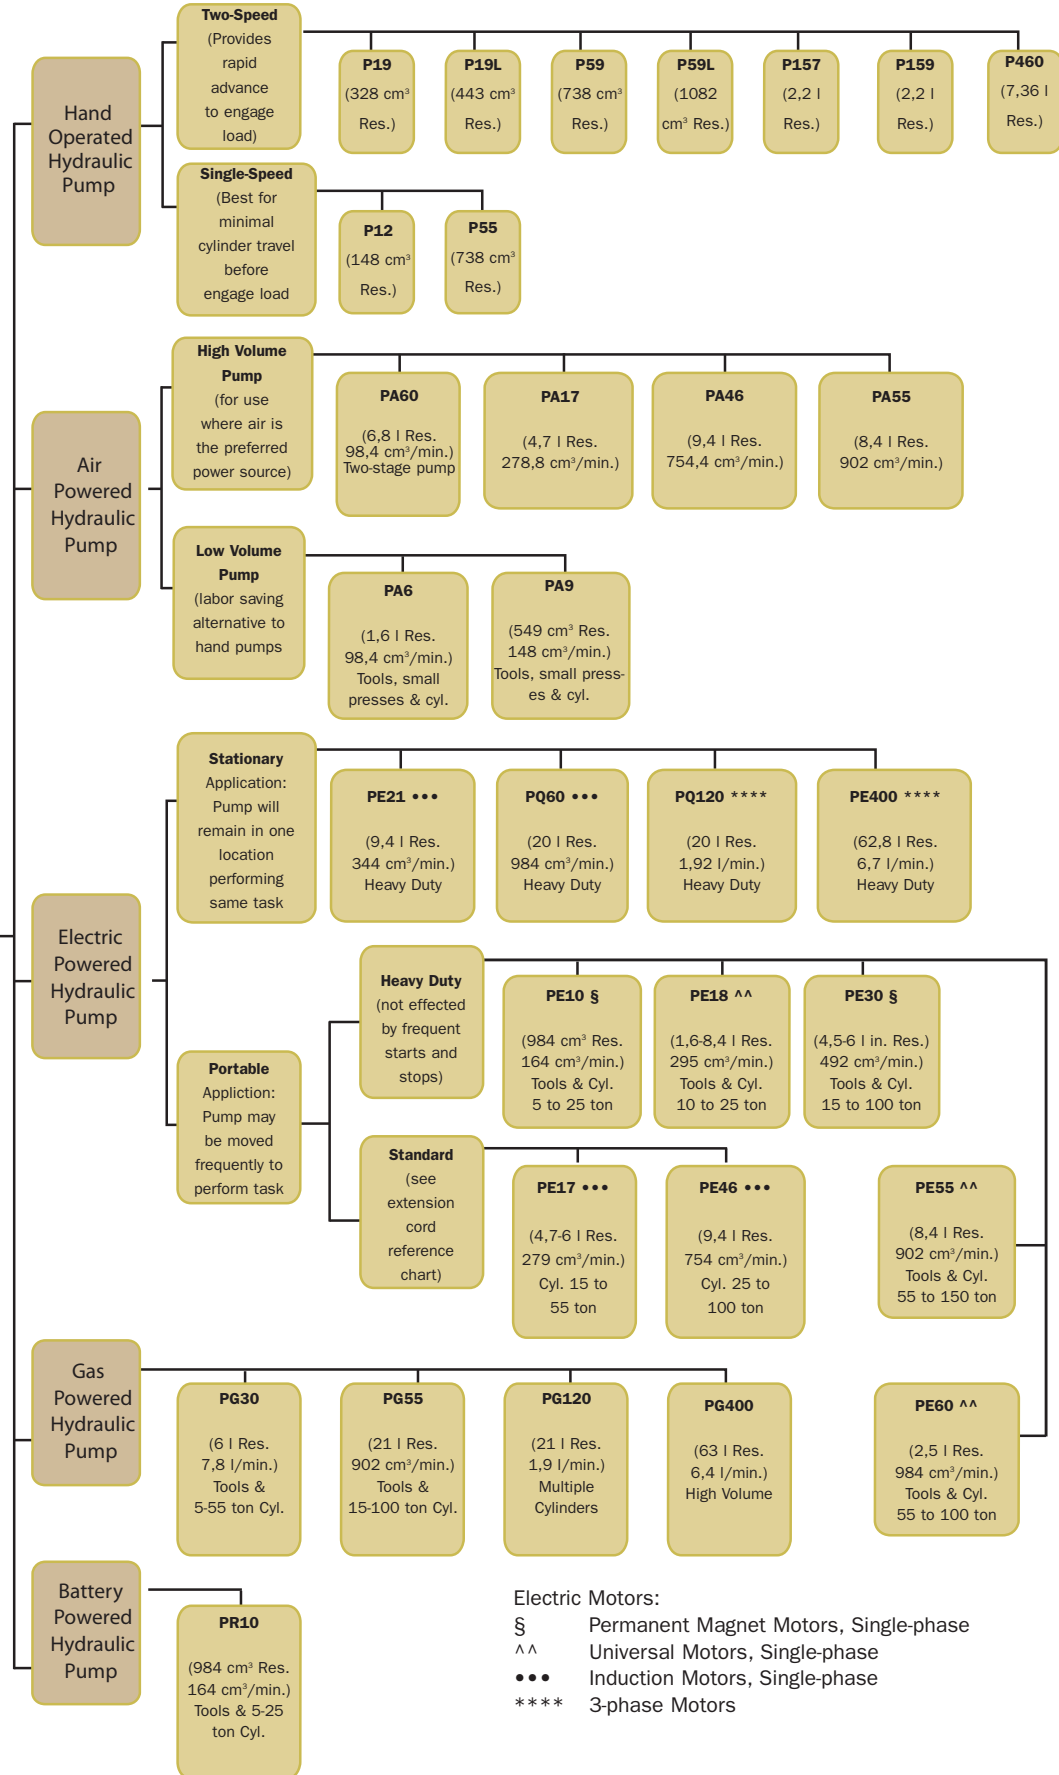 Hand
Operated
Hydraulic
Pump
Two-Speed
(Provides
rapid
advance
to engage
load)
P19
(328 cm³
Res.)
P19L
(443 cm³
Res.)
P59
(738 cm³
Res.)
P59L
(1082
cm³ Res.)
P157
(2,2 l
Res.)
P159
(2,2 l
Res.)
P460
(7,36 l
Res.)
Single-Speed
(Best for
minimal
cylinder travel
before
engage load
P12
(148 cm³
Res.)
P55
(738 cm³
Res.)
Air
Powered
Hydraulic
Pump
High Volume
Pump
(for use
where air is
the preferred
power source)
PA60
(6,8 l Res.
98,4 cm³/min.)
Two-stage pump
PA17
(4,7 l Res.
278,8 cm³/min.)
PA46
(9,4 l Res.
754,4 cm³/min.)
PA55
(8,4 l Res.
902 cm³/min.)
Low Volume
Pump
(labor saving
alternative to
hand pumps
PA6
(1,6 l Res.
98,4 cm³/min.)
Tools, small
presses & cyl.
PA9
(549 cm³ Res.
148 cm³/min.)
Tools, small press-
es & cyl.
Electric
Powered
Hydraulic
Pump
Stationary
Application:
Pump will
remain in one
location
performing
same task
PE21 •••
(9,4 l Res.
344 cm³/min.)
Heavy Duty
PQ60 •••
(20 l Res.
984 cm³/min.)
Heavy Duty
PQ120 ****
(20 l Res.
1,92 l/min.)
Heavy Duty
PE400 ****
(62,8 l Res.
6,7 l/min.)
Heavy Duty
Portable
Appliction:
Pump may
be moved
frequently to
perform task
Heavy Duty
(not effected
by frequent
starts and
stops)
PE10 §
(984 cm³ Res.
164 cm³/min.)
Tools & Cyl.
5 to 25 ton
PE18 ^^
(1,6-8,4 l Res.
295 cm³/min.)
Tools & Cyl.
10 to 25 ton
PE30 §
(4,5-6 l in. Res.)
492 cm³/min.)
Tools & Cyl.
15 to 100 ton
Standard
(see
extension
cord
reference
chart)
PE17 •••
(4,7-6 l Res.
279 cm³/min.)
Cyl. 15 to
55 ton
PE46 •••
(9,4 l Res.
754 cm³/min.)
Cyl. 25 to
100 ton
PE55 ^^
(8,4 l Res.
902 cm³/min.)
Tools & Cyl.
55 to 150 ton
PE60 ^^
(2,5 l Res.
984 cm³/min.)
Tools & Cyl.
55 to 100 ton
Gas
Powered
Hydraulic
Pump
PG30
(6 l Res.
7,8 l/min.)
Tools &
5-55 ton Cyl.
PG55
(21 l Res.
902 cm³/min.)
Tools &
15-100 ton Cyl.
PG120
(21 l Res.
1,9 l/min.)
Multiple
Cylinders
PG400
(63 l Res.
6,4 l/min.)
High Volume
Battery
Powered
Hydraulic
Pump
PR10
(984 cm³ Res.
164 cm³/min.)
Tools & 5-25
ton Cyl.
Electric Motors:
§ Permanent Magnet Motors, Single-phase
^^ Universal Motors, Single-phase
••• Induction Motors, Single-phase
**** 3-phase Motors